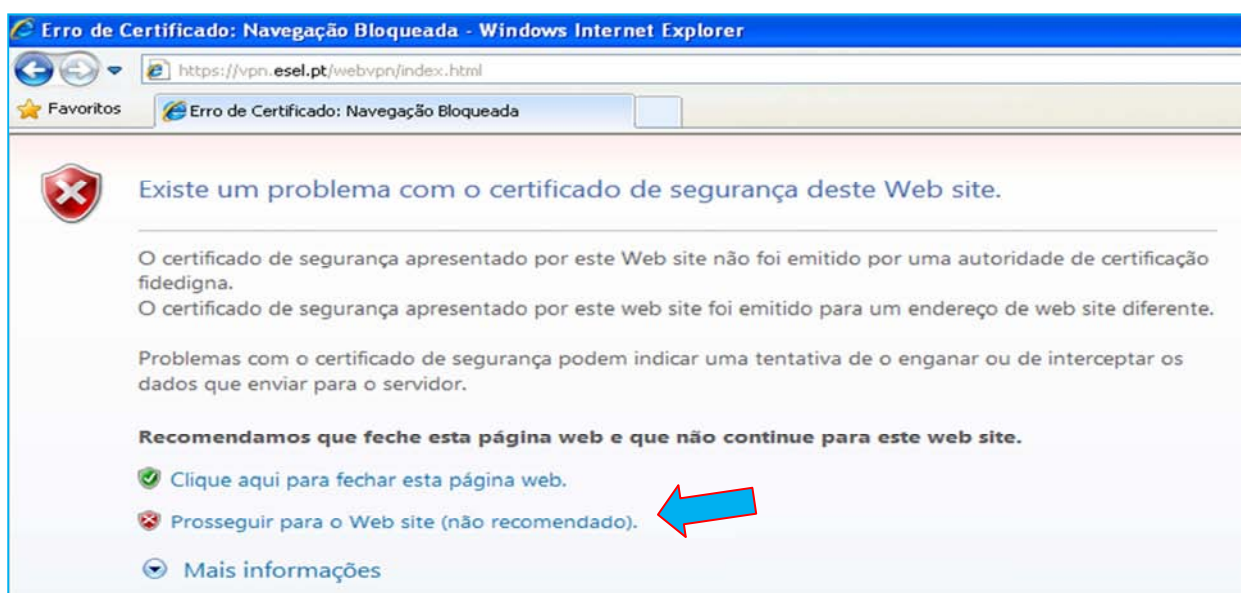 Erro de Certificado: Navegação Bloqueada - Windows Internet Explorer
https://vpn.esel.pt/webvpn/index.html
Favoritos
Erro de Certificado: Navegação Bloqueada
Existe um problema com o certificado de segurança deste Web site.
O certificado de segurança apresentado por este Web site não foi emitido por uma autoridade de certificação
fidedigna.
O certificado de segurança apresentado por este web site foi emitido para um endereço de web site diferente.
Problemas com o certificado de segurança podem indicar uma tentativa de o enganar ou de interceptar os
dados que enviar para o servidor.
Recomendamos que feche esta página web e que não continue para este web site.
Clique aqui para fechar esta página web.
Prosseguir para o Web site (não recomendado).
Mais informações